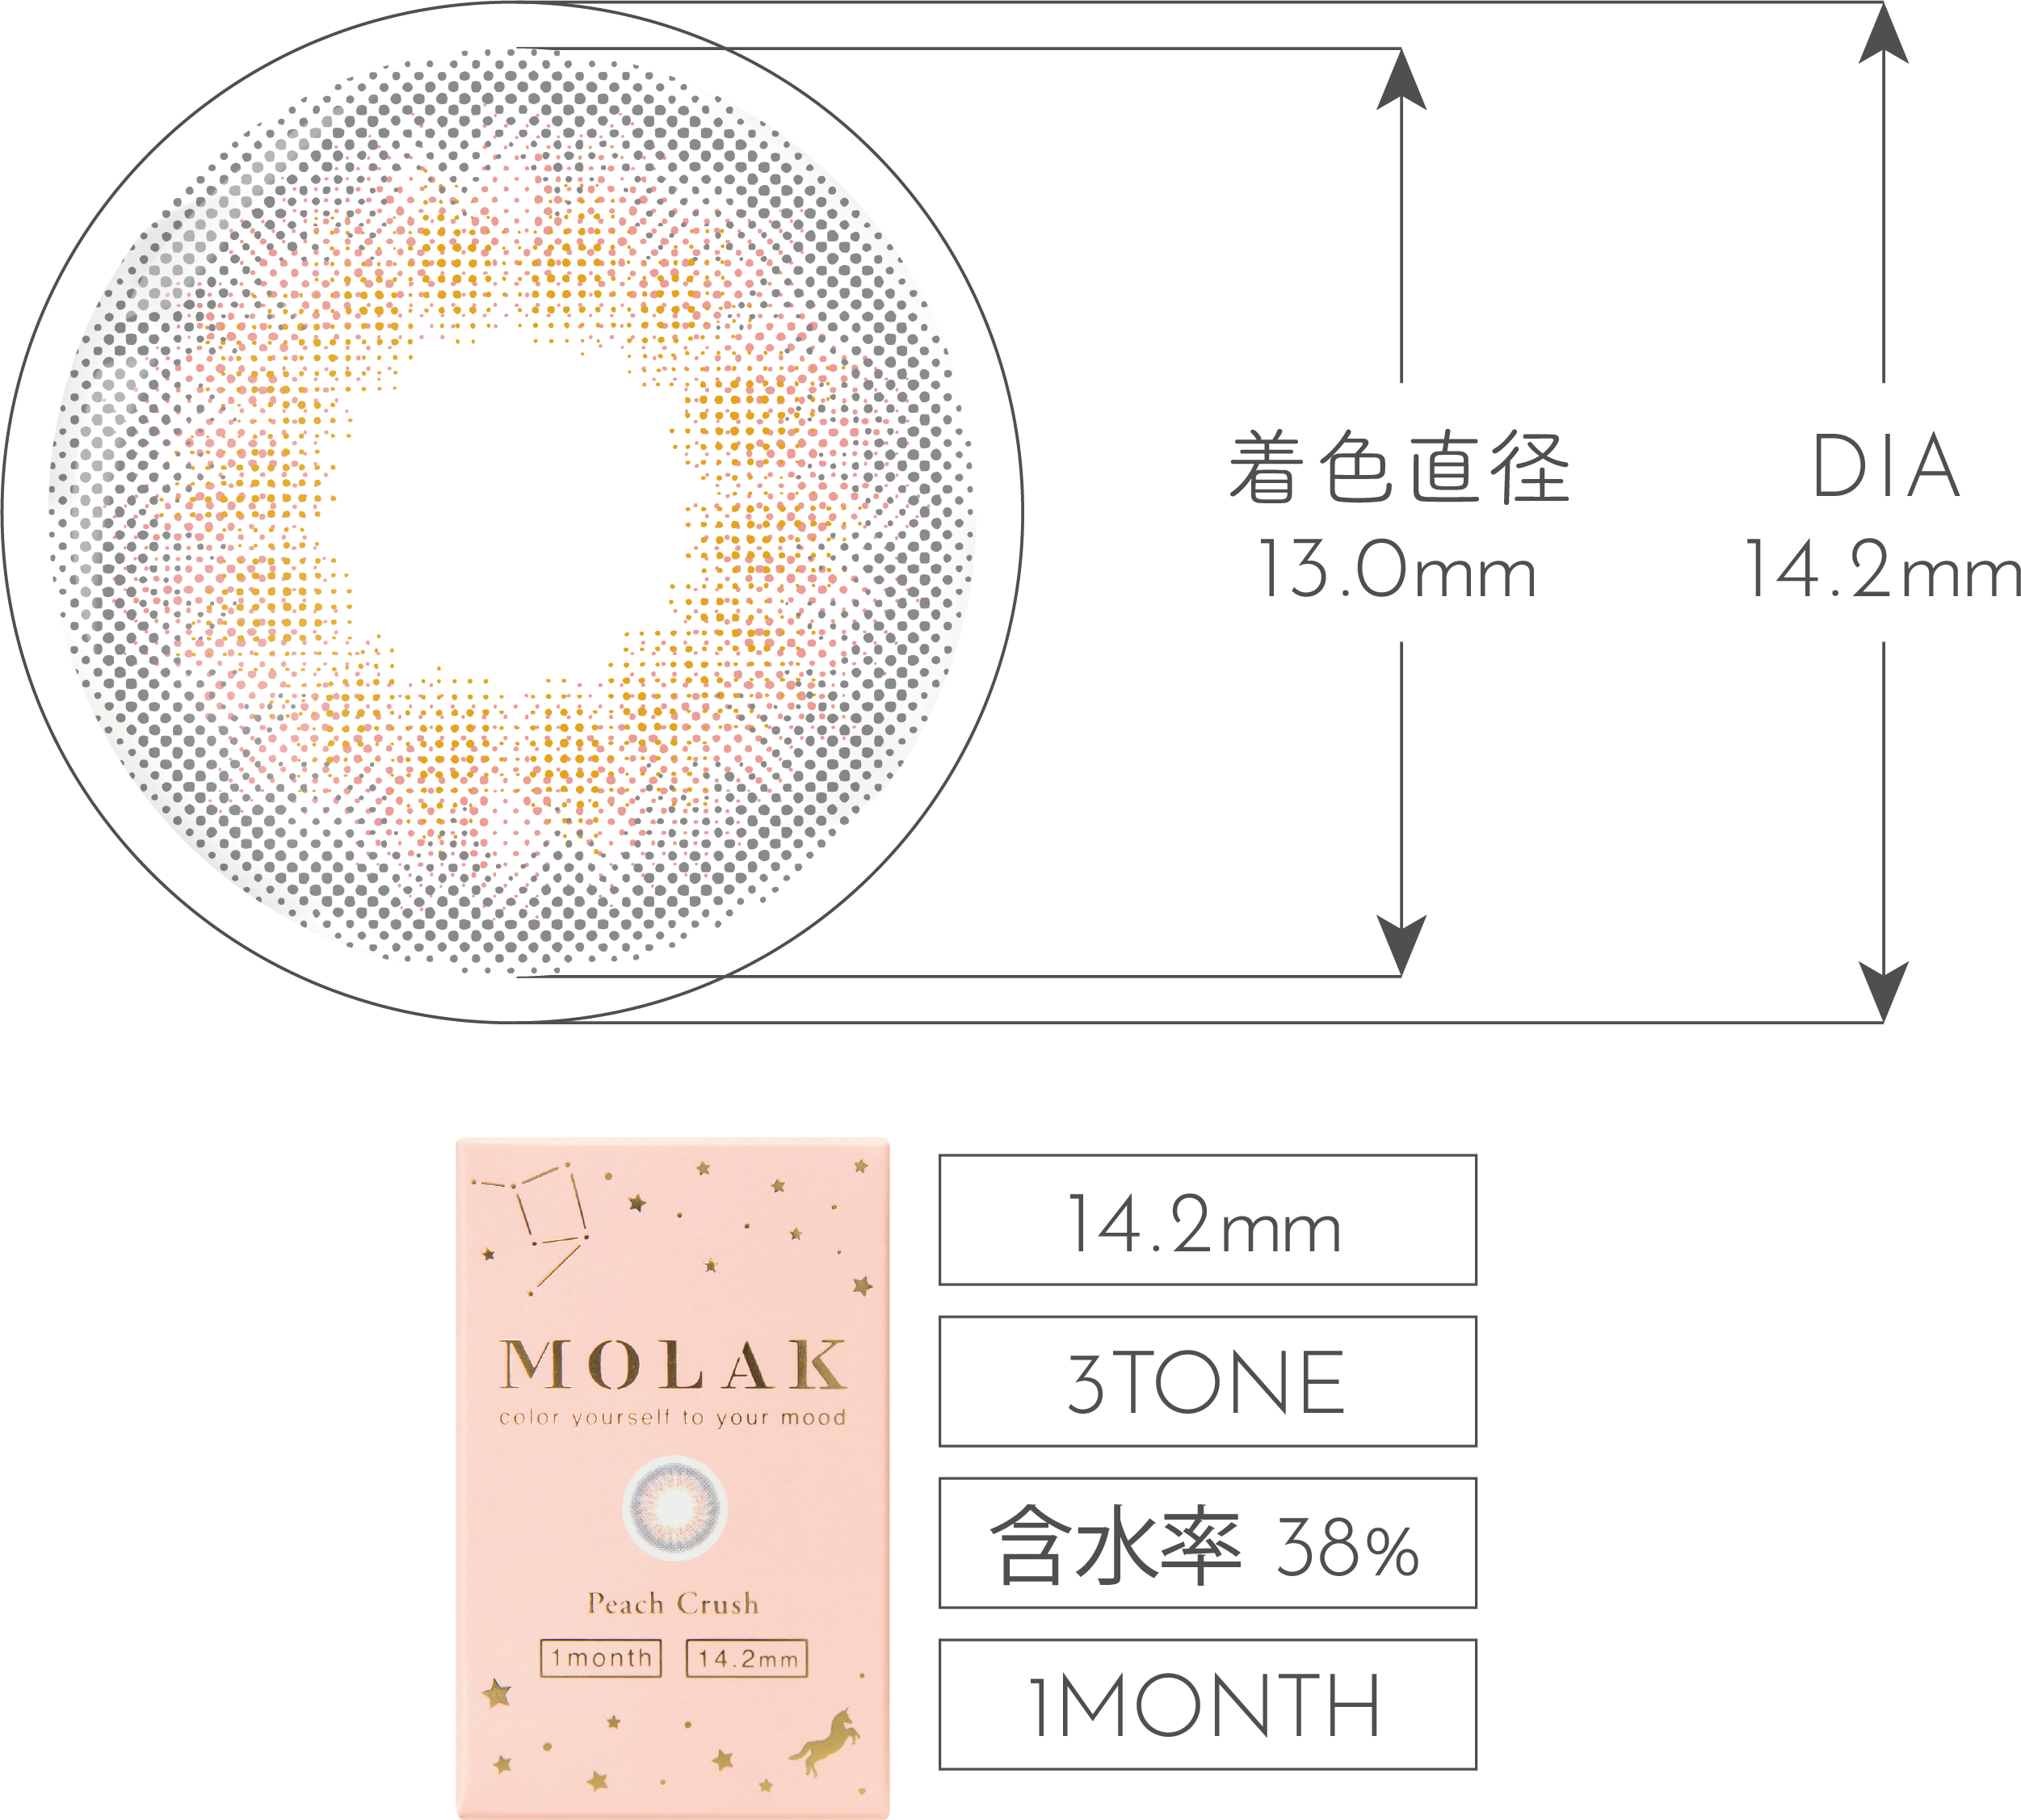 着色直径
13.0mm
DIA
14.2mm
MOLAK
color yourself to your mood
Peach Crush
1month
14.2mm
14.2mm
3TONE
含水率 38%
1MONTH